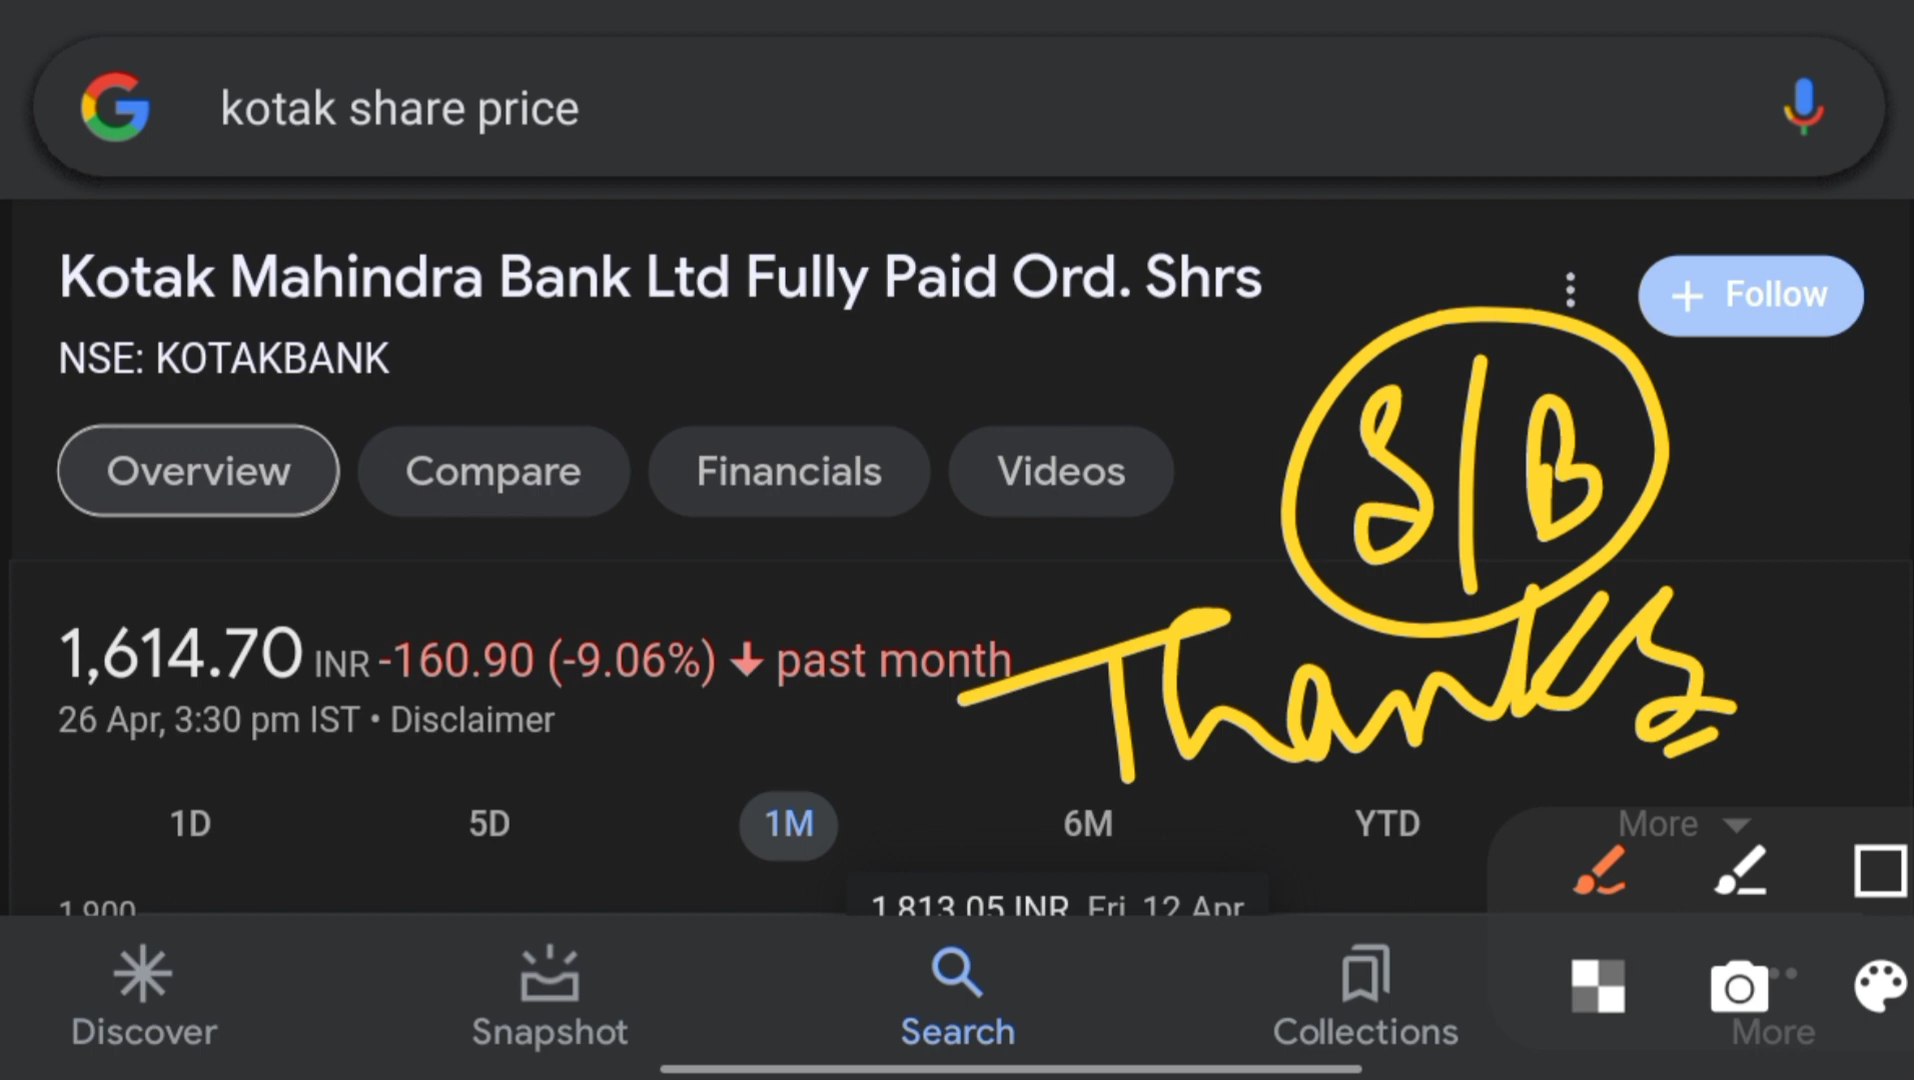 kotak share price
Kotak Mahindra Bank Ltd Fully Paid Ord. Shrs
+ Follow
NSE: KOTAKBANK
S|B
Overview Compare Financials Videos
1,614.70 INR -160.90 (-9.06%) ↓ past month
Thanks
26 Apr, 3:30 pm IST • Disclaimer
1D 5D 1M 6M YTD More
1,900 1,813.05 INR Fri, 12 Apr
Discover Snapshot Search Collections More